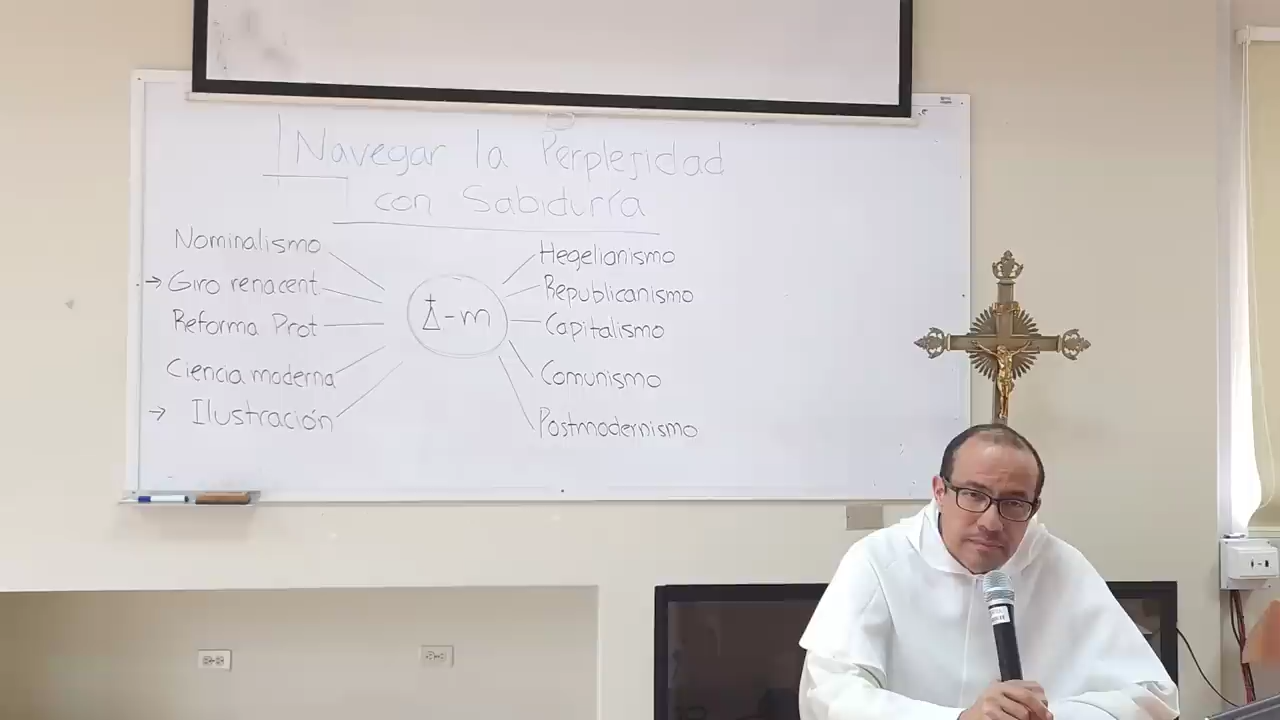 Navegar la Perplejidad
con Sabiduría
Nominalismo
→ Giro renacent.
Reforma Prot
Ciencia moderna
→ Ilustración
-m
Hegelianismo
Republicanismo
Capitalismo
Comunismo
Postmodernismo